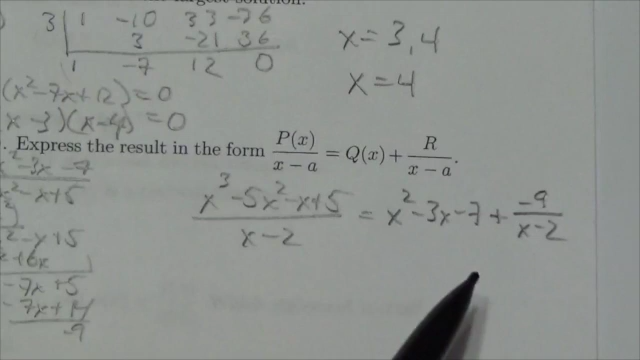 3 | 1 -10 33 -36
3 -21 36
1 -7 12 0
x = 3, 4
x = 4
(x² - 7x + 12) = 0
x - 3)(x - 4) = 0
. Express the result in the form P(x)/(x - a) = Q(x) + R/(x - a).
x² - 3x - 7
x² - x + 5
(x³ - 5x² - x + 5)/(x - 2) = x² - 3x - 7 + -9/(x - 2)
² - x + 5
+ 6x
-7x + 5
-7x + 14
-9